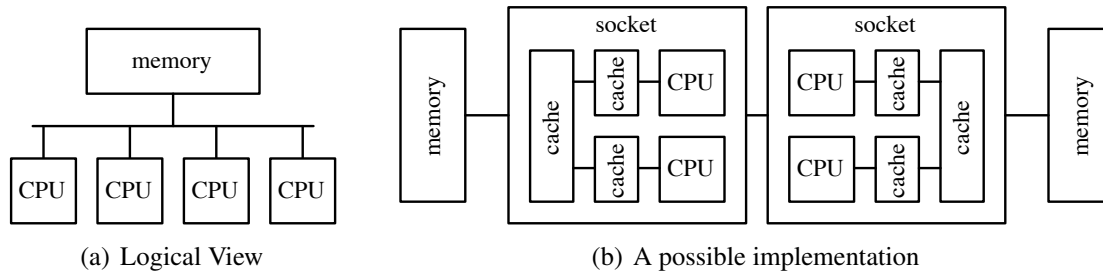 memory
CPU CPU CPU CPU
(a) Logical View
memory
socket
cache
cache CPU
cache CPU
socket
CPU cache
CPU cache
cache
memory
(b) A possible implementation